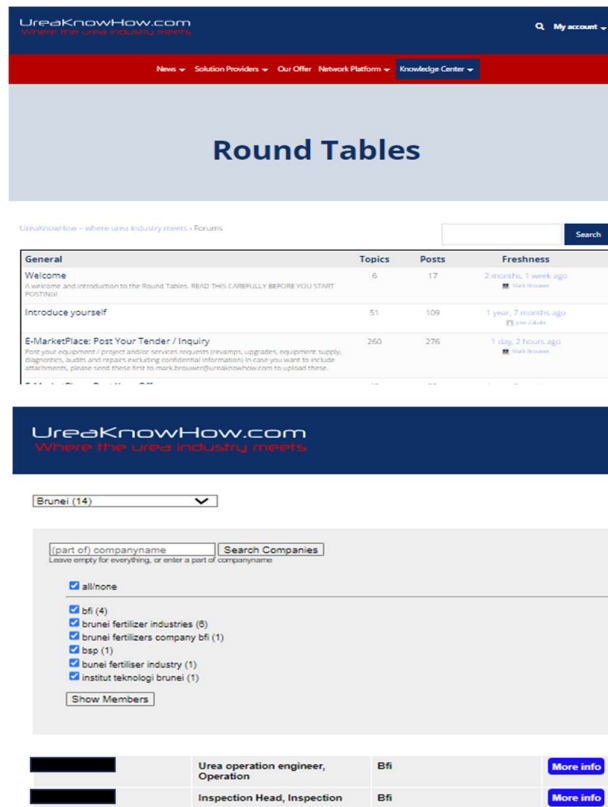 UreaKnowHow.com
Where the urea industry meets
My account
News Solution Providers Our Offer Network Platform Knowledge Center
Round Tables
UreaKnowHow – where urea industry meets › Forums
Search
General Topics Posts Freshness
Welcome 6 17 2 months, 1 week ago
A welcome and introduction to the Round Tables. READ THIS CAREFULLY BEFORE YOU START
Mark Brouwer
POSTING!
Introduce yourself 51 109 1 year, 7 months ago
E-MarketPlace: Post Your Tender / Inquiry 260 276 1 day, 2 hours ago
Post your equipment / project and/or services requests (revamps, upgrades, equipment supply,
Mark Brouwer
diagnostics, audits and repairs excluding confidential information) In case you want to include
attachments, please send these first to mark.brouwer@ureaknowhow.com to upload these.
UreaKnowHow.com
Where the urea industry meets
Brunei (14)
(part of) companyname Search Companies
Leave empty for everything, or enter a part of companyname
all/none
bfi (4)
brunei fertilizer industries (6)
brunei fertilizers company bfi (1)
bsp (1)
bunei fertiliser industry (1)
institut teknologi brunei (1)
Show Members
Urea operation engineer, Bfi More info
Operation
Inspection Head, Inspection Bfi More info